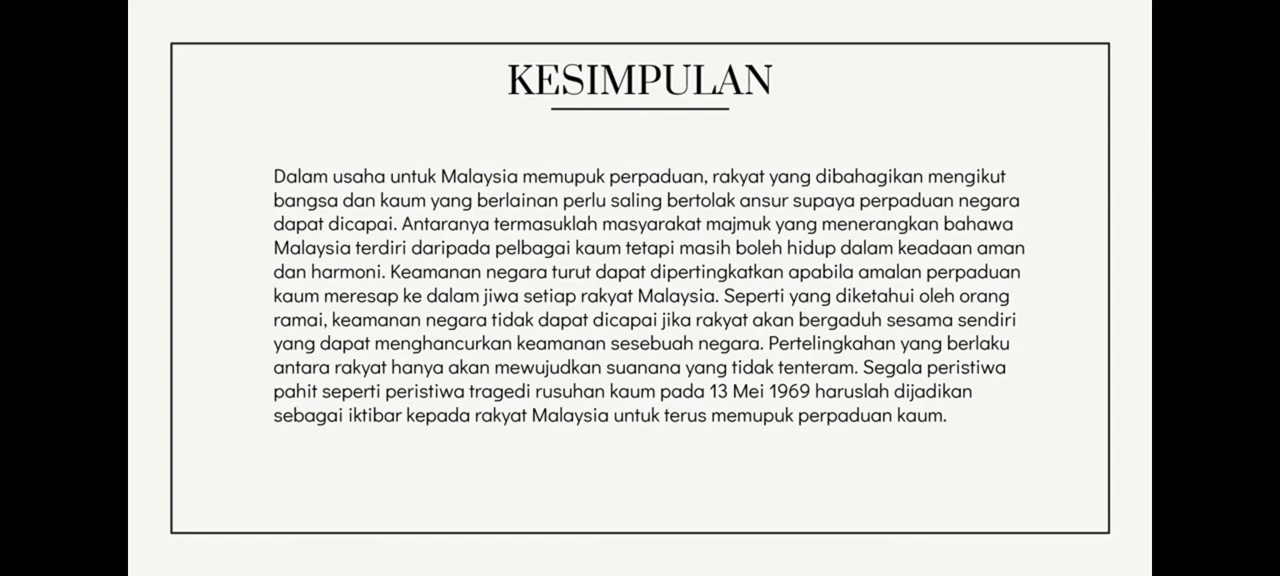 KESIMPULAN
Dalam usaha untuk Malaysia memupuk perpaduan, rakyat yang dibahagikan mengikut
bangsa dan kaum yang berlainan perlu saling bertolak ansur supaya perpaduan negara
dapat dicapai. Antaranya termasuklah masyarakat majmuk yang menerangkan bahawa
Malaysia terdiri daripada pelbagai kaum tetapi masih boleh hidup dalam keadaan aman
dan harmoni. Keamanan negara turut dapat dipertingkatkan apabila amalan perpaduan
kaum meresap ke dalam jiwa setiap rakyat Malaysia. Seperti yang diketahui oleh orang
ramai, keamanan negara tidak dapat dicapai jika rakyat akan bergaduh sesama sendiri
yang dapat menghancurkan keamanan sesebuah negara. Pertelingkahan yang berlaku
antara rakyat hanya akan mewujudkan suanana yang tidak tenteram. Segala peristiwa
pahit seperti peristiwa tragedi rusuhan kaum pada 13 Mei 1969 haruslah dijadikan
sebagai iktibar kepada rakyat Malaysia untuk terus memupuk perpaduan kaum.